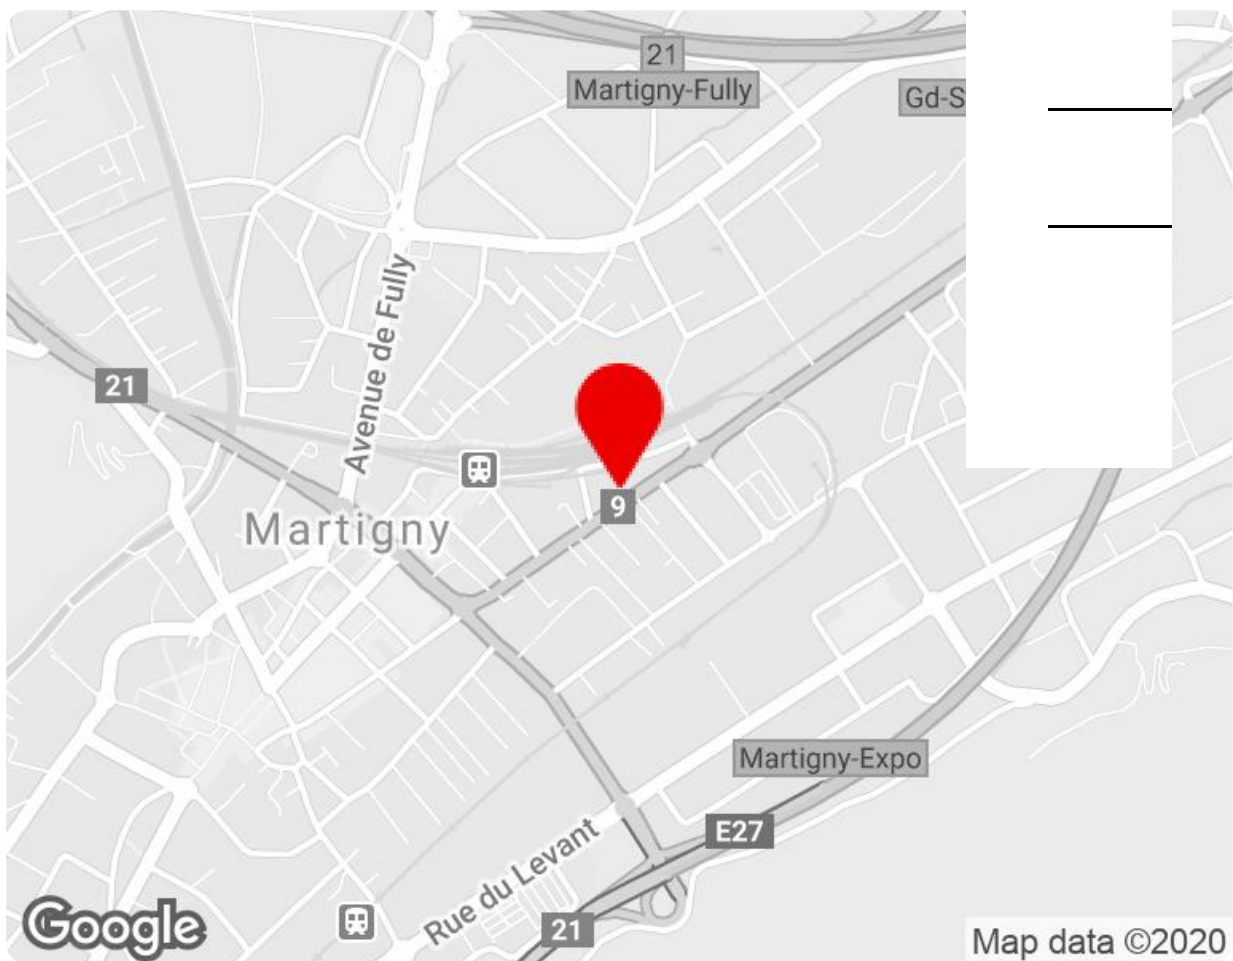 21
Martigny-Fully
Gd-S
Avenue de Fully
21
9
Martigny
Martigny-Expo
E27
Rue du Levant
21
Google
Map data ©2020